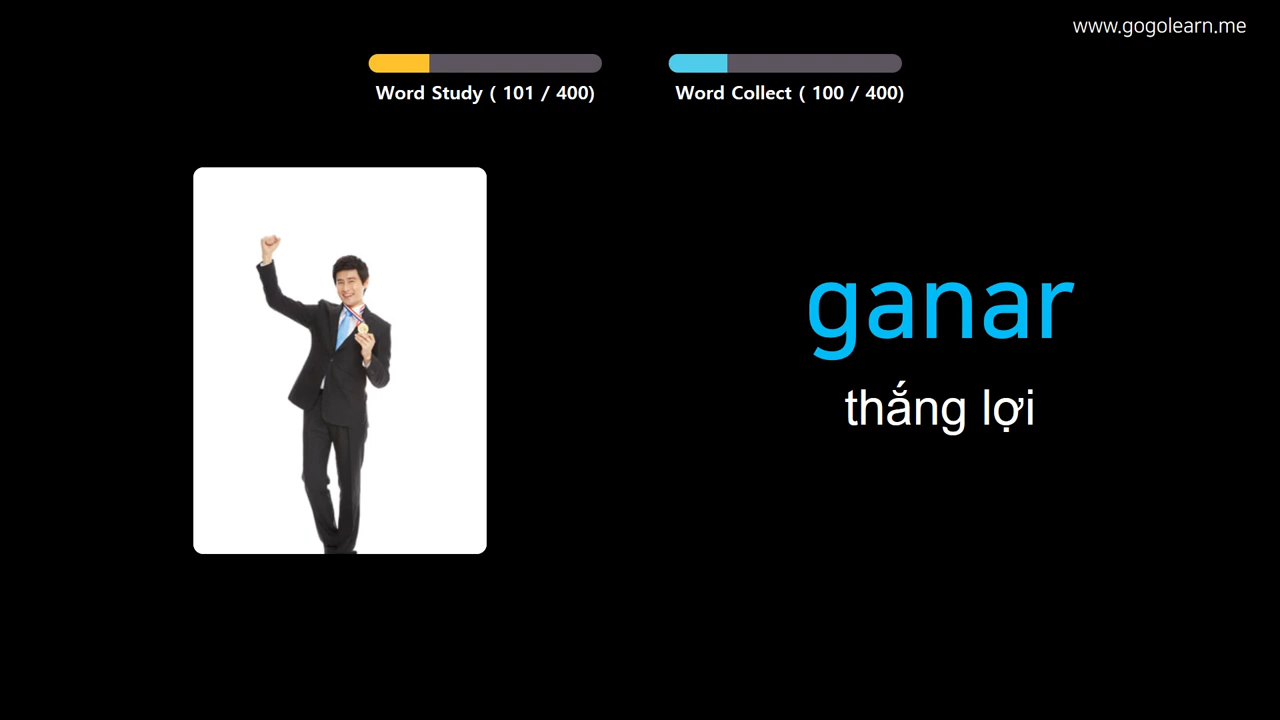 www.gogolearn.me
Word Study ( 101 / 400)
Word Collect ( 100 / 400)
ganar
thắng lợi